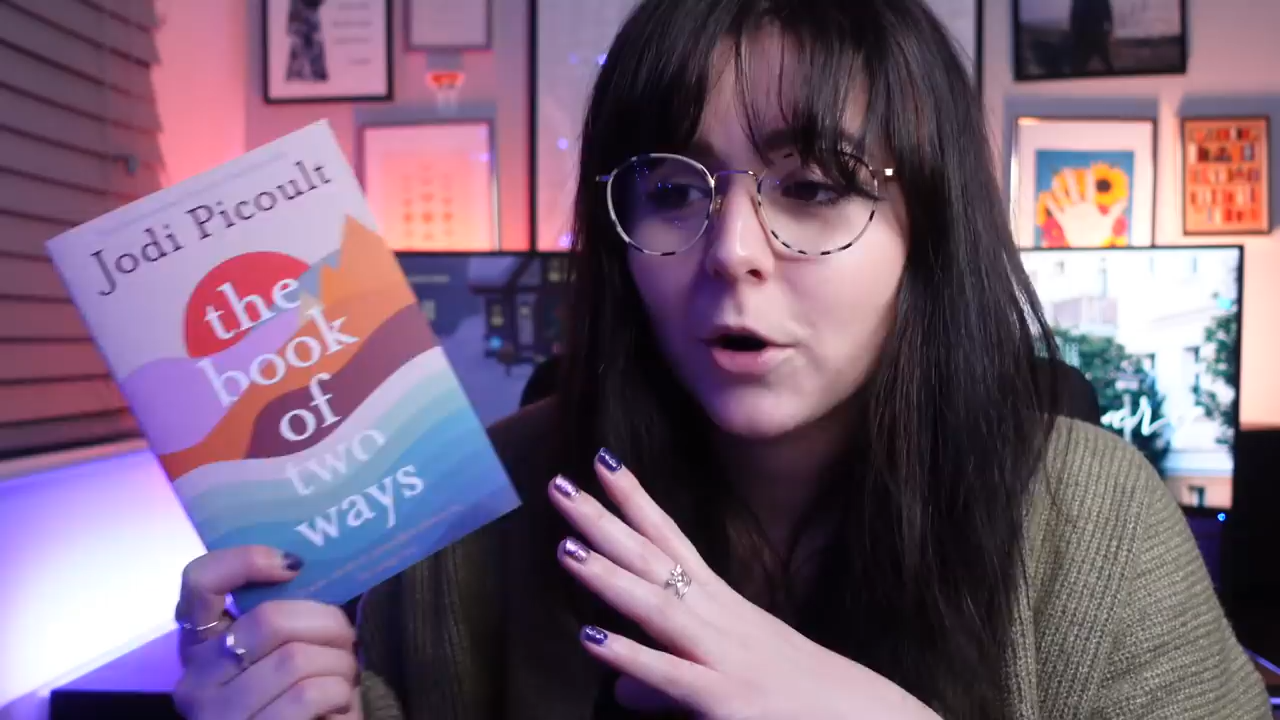 Jodi Picoult
the
book
of
two
ways